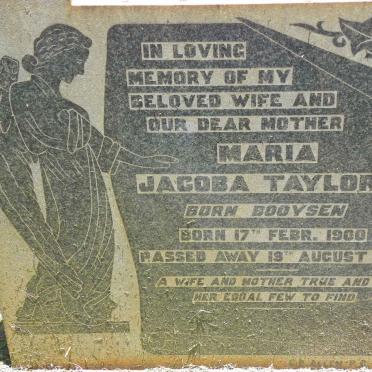 IN LOVING
MEMORY OF MY
BELOVED WIFE AND
OUR DEAR MOTHER
MARIA
JACOBA TAYLOR
BORN BOOYSEN
BORN 17TH FEBR. 1900
PASSED AWAY 19TH AUGUST
A WIFE AND MOTHER TRUE AND
HER EQUAL FEW TO FIND
ALLEN